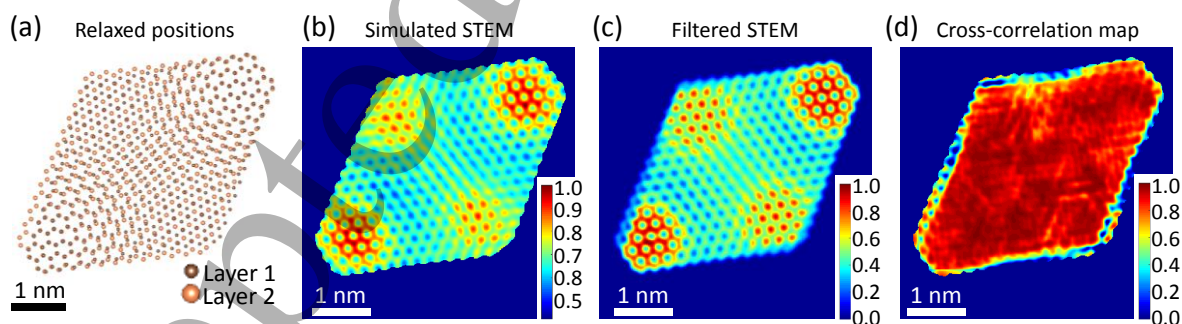 (a) Relaxed positions
Layer 1
Layer 2
1 nm
(b) Simulated STEM
1.0
0.9
0.8
0.7
0.6
0.5
1 nm
(c) Filtered STEM
1.0
0.8
0.6
0.4
0.2
0.0
1 nm
(d) Cross-correlation map
1.0
0.8
0.6
0.4
0.2
0.0
1 nm